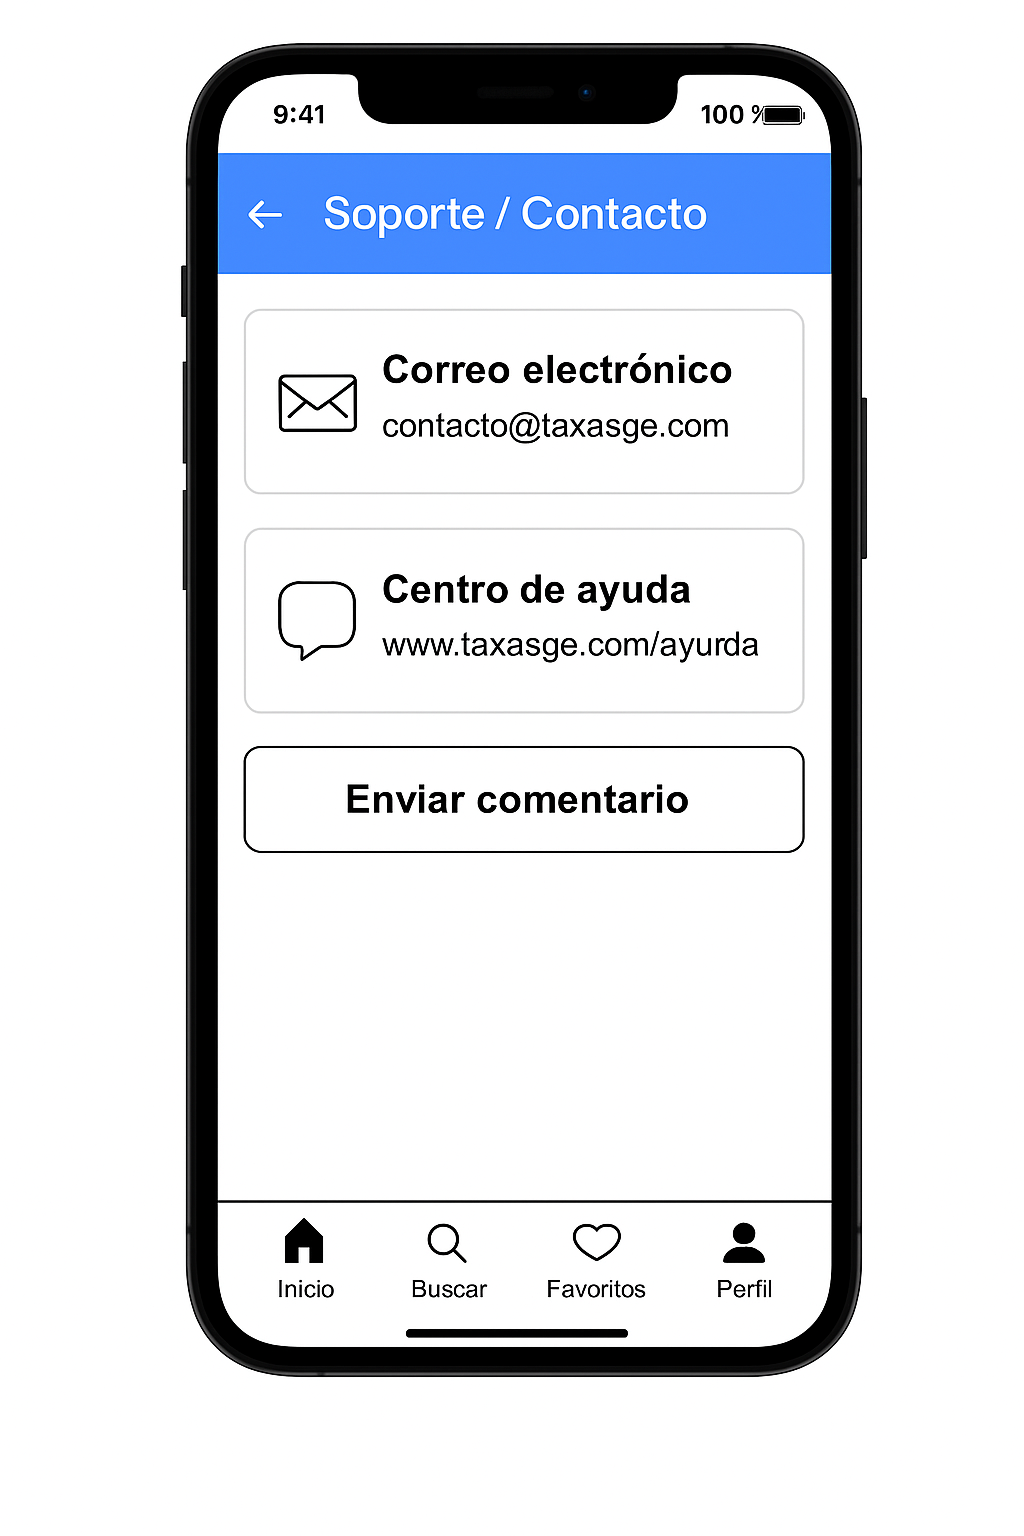 9:41
100 %
Soporte / Contacto
Correo electrónico
contacto@taxasge.com
Centro de ayuda
www.taxasge.com/ayurda
Enviar comentario
Inicio Buscar Favoritos Perfil